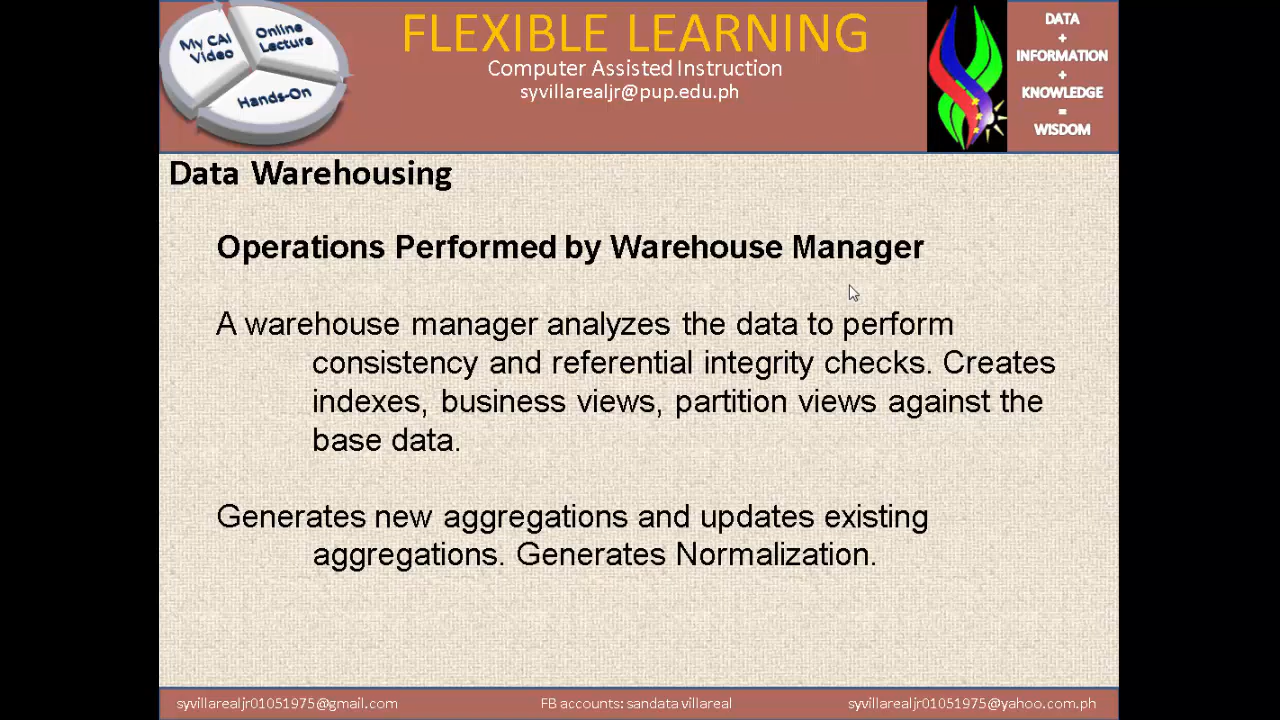 My CAI
Video
Online
Lecture
Hands-On
FLEXIBLE LEARNING
Computer Assisted Instruction
syvillarealjr@pup.edu.ph
DATA
+
INFORMATION
+
KNOWLEDGE
=
WISDOM
Data Warehousing
Operations Performed by Warehouse Manager
A warehouse manager analyzes the data to perform
consistency and referential integrity checks. Creates
indexes, business views, partition views against the
base data.
Generates new aggregations and updates existing
aggregations. Generates Normalization.
syvillarealjr01051975@gmail.com
FB accounts: sandata villareal
syvillarealjr01051975@yahoo.com.ph